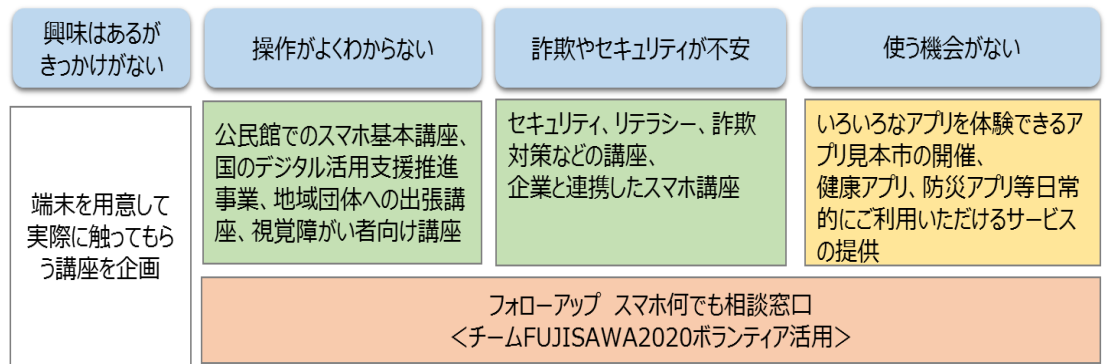 興味はあるが
きっかけがない
操作がよくわからない
詐欺やセキュリティが不安
使う機会がない
端末を用意して
実際に触ってもら
う講座を企画
公民館でのスマホ基本講座、
国のデジタル活用支援推進
事業、地域団体への出張講
座、視覚障がい者向け講座
セキュリティ、リテラシー、詐欺
対策などの講座、
企業と連携したスマホ講座
いろいろなアプリを体験できるア
プリ見本市の開催、
健康アプリ、防災アプリ等日常
的にご利用いただけるサービス
の提供
フォローアップ スマホ何でも相談窓口
＜チームFUJISAWA2020ボランティア活用＞